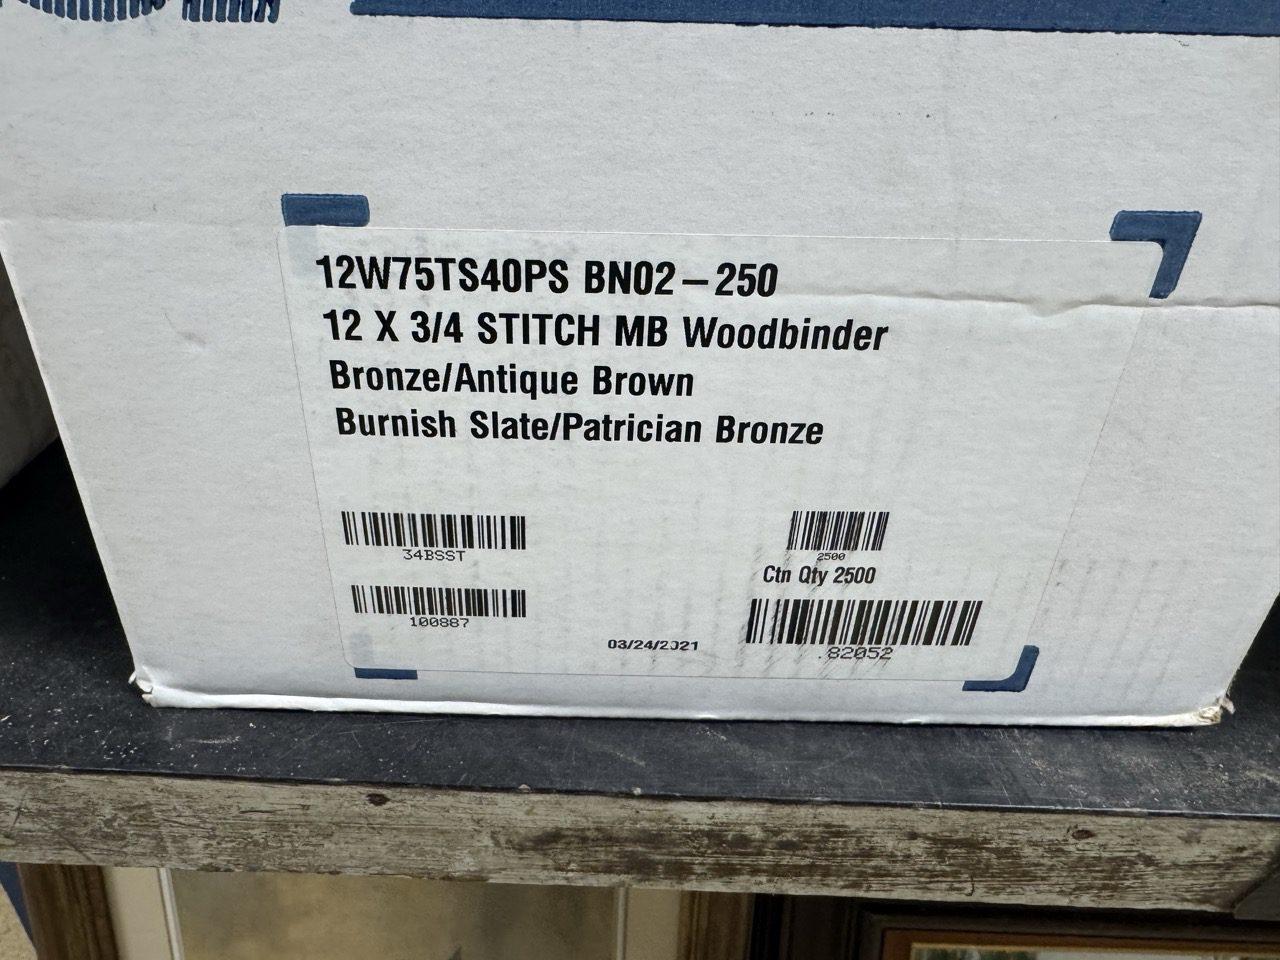 12W75TS40PS BN02-250
12 X 3/4 STITCH MB Woodbinder
Bronze/Antique Brown
Burnish Slate/Patrician Bronze
34BSST
2500
Ctn Qty 2500
100887
03/24/2021
.82052